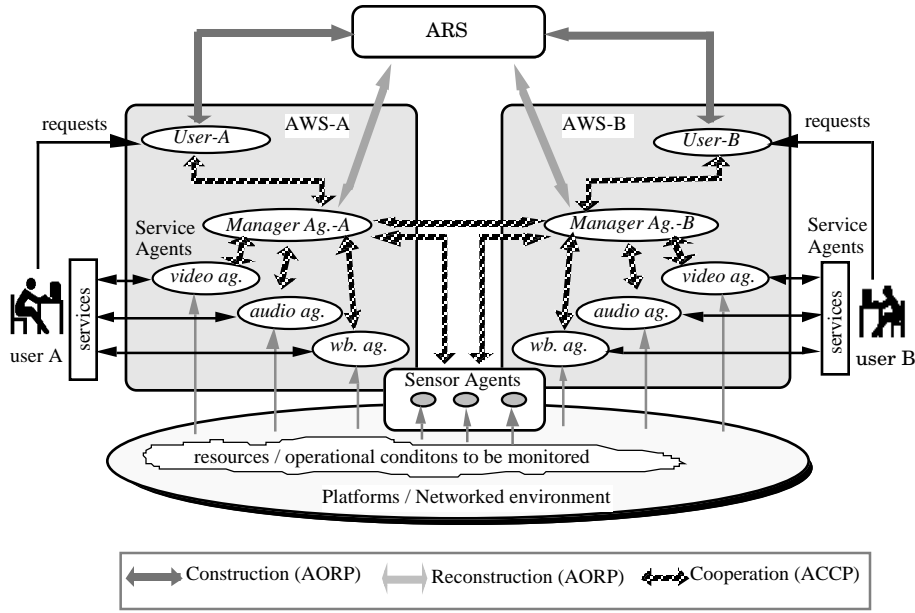 ARS
AWS-A
AWS-B
requests
requests
User-A
User-B
Manager Ag.-A
Manager Ag.-B
Service
Agents
Service
Agents
video ag.
video ag.
audio ag.
audio ag.
wb. ag.
wb. ag.
services
services
user A
user B
Sensor Agents
resources / operational conditons to be monitored
Platforms / Networked environment
Construction (AORP)
Reconstruction (AORP)
Cooperation (ACCP)